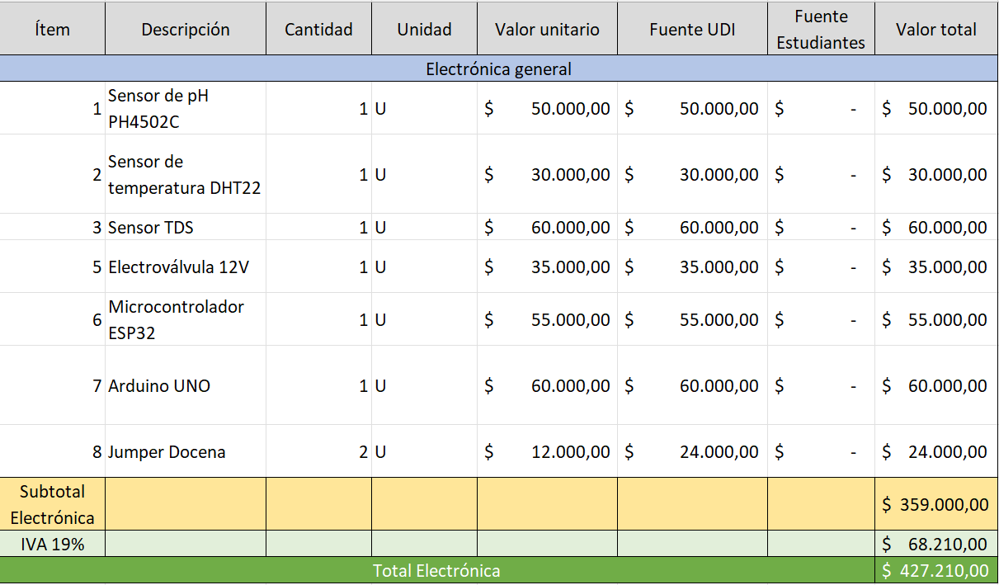 Ítem Descripción Cantidad Unidad Valor unitario Fuente UDI Fuente Estudiantes Valor total
Electrónica general
1 Sensor de pH PH4502C 1 U $ 50.000,00 $ 50.000,00 $ - $ 50.000,00
2 Sensor de temperatura DHT22 1 U $ 30.000,00 $ 30.000,00 $ - $ 30.000,00
3 Sensor TDS 1 U $ 60.000,00 $ 60.000,00 $ - $ 60.000,00
5 Electroválvula 12V 1 U $ 35.000,00 $ 35.000,00 $ - $ 35.000,00
6 Microcontrolador ESP32 1 U $ 55.000,00 $ 55.000,00 $ - $ 55.000,00
7 Arduino UNO 1 U $ 60.000,00 $ 60.000,00 $ - $ 60.000,00
8 Jumper Docena 2 U $ 12.000,00 $ 24.000,00 $ - $ 24.000,00
Subtotal Electrónica $ 359.000,00
IVA 19% $ 68.210,00
Total Electrónica $ 427.210,00